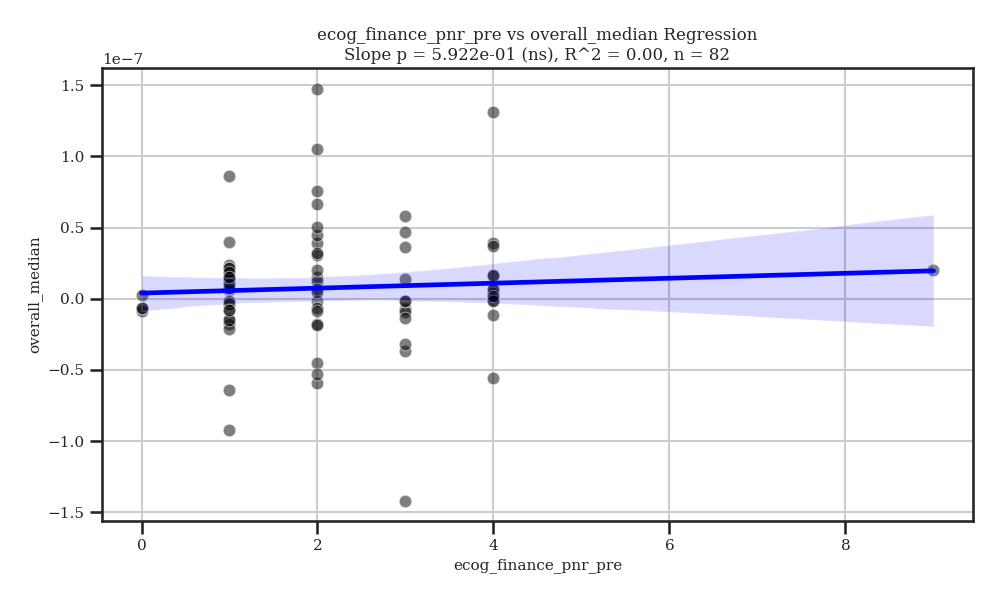 ecog_finance_pnr_pre vs overall_median Regression
Slope p = 5.922e-01 (ns), R^2 = 0.00, n = 82
1e−7
1.5
1.0
0.5
0.0
−0.5
−1.0
−1.5
overall_median
0 2 4 6 8
ecog_finance_pnr_pre